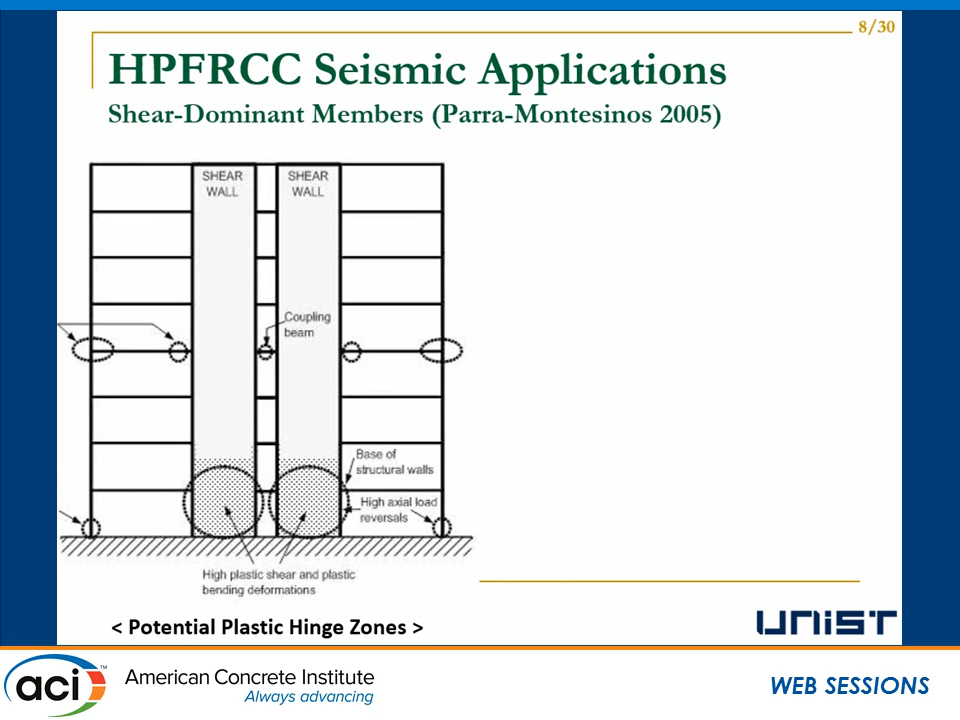 8/30
HPFRCC Seismic Applications
Shear-Dominant Members (Parra-Montesinos 2005)
SHEAR
WALL
SHEAR
WALL
Coupling
beam
Base of
structural walls
High axial load
reversals
High plastic shear and plastic
bending deformations
< Potential Plastic Hinge Zones >
UNIST
aci™
American Concrete Institute
Always advancing
WEB SESSIONS